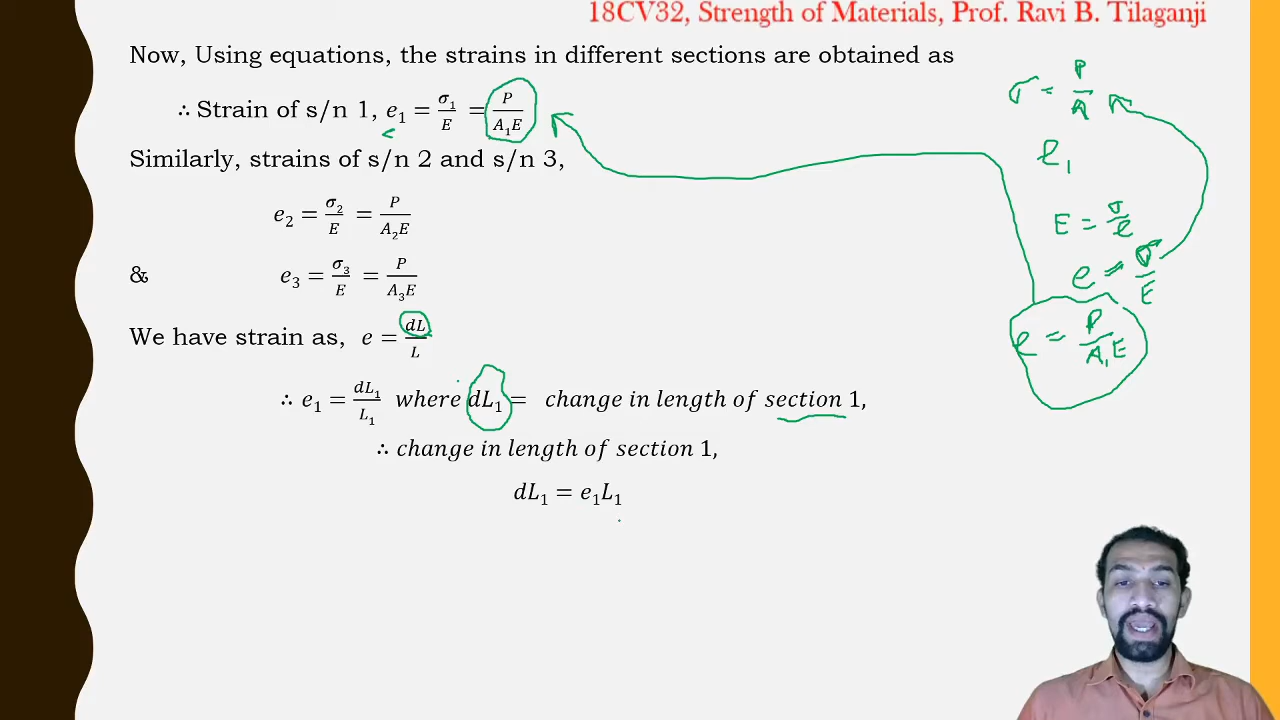 18CV32, Strength of Materials, Prof. Ravi B. Tilaganji
Now, Using equations, the strains in different sections are obtained as
∴ Strain of s/n 1, e₁ = σ₁/E = P/A₁E
Similarly, strains of s/n 2 and s/n 3,
e₂ = σ₂/E = P/A₂E
& e₃ = σ₃/E = P/A₃E
We have strain as, e = dL/L
∴ e₁ = dL₁/L₁ where dL₁ = change in length of section 1,
∴ change in length of section 1,
dL₁ = e₁L₁
σ = P/A
e₁
E = σ/e
e = σ/E
e = P/A₁E